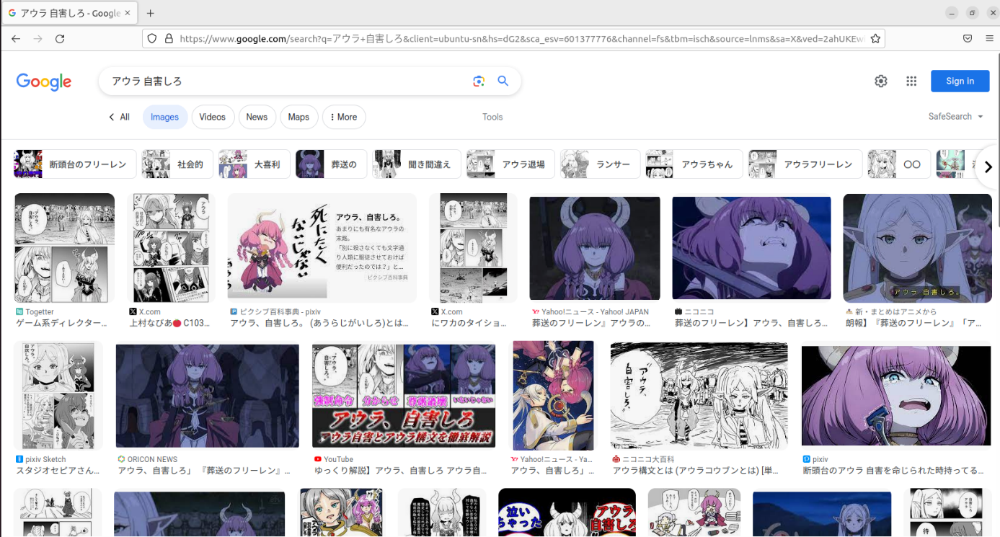 アウラ 自害しろ - Google
https://www.google.com/search?q=アウラ+自害しろ&client=ubuntu-sn&hs=dG2&sca_esv=601377776&channel=fs&tbm=isch&source=lnms&sa=X&ved=2ahUKEw
Google
アウラ 自害しろ
Sign in
All
Images
Videos
News
Maps
More
Tools
SafeSearch
断頭台のフリーレン
社会的
大喜利
葬送の
聞き間違え
アウラ退場
ランサー
アウラちゃん
アウラフリーレン
〇〇
死にたく
ないじゃない
アウラ、自害しろ。
あまりにも有名なアウラの
末路。
「別に殺さなくても文字通
り人類に服従させておけば
便利だったのでは？」と...
ピクシブ百科事典
アウラ 自害しろ。
Togetter
ゲーム系ディレクター...
X.com
上村なびあ🍅 C103...
ピクシブ百科事典 - pixiv
アウラ、自害しろ。 (あうらじがいしろ)とは...
X.com
にワカのタイショ...
Yahoo!ニュース - Yahoo! JAPAN
葬送のフリーレン』アウラの...
ニコニコ
葬送のフリーレン】アウラ、自害しろ...
新・まとめはアニメから
朗報】『葬送のフリーレン』「ア...
強制命令
分からせ
尊厳破壊
アウラ、自害しろ
アウラ自害とアウラ構文を徹底解説
アウラ、
自害しろ。
pixiv Sketch
スタジオセピアさん...
ORICON NEWS
アウラ、自害しろ」 『葬送のフリーレン』...
YouTube
ゆっくり解説】アウラ、自害しろ アウラ自...
Yahoo!ニュース - Ya...
アウラ、自害しろ」...
ニコニコ大百科
アウラ構文とは (アウラコウブンとは) [単...
pixiv
断頭台のアウラ 自害を命じられた時持ってる...
泣い
ちゃった
アウラ
自害しろ